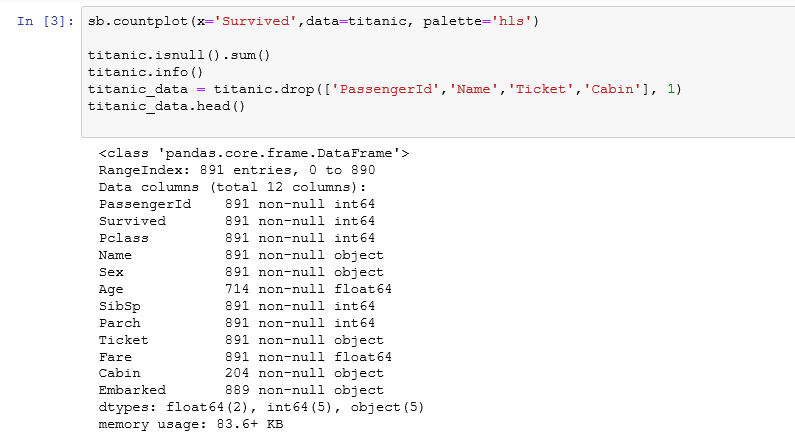 In [3]: sb.countplot(x='Survived',data=titanic, palette='hls')
titanic.isnull().sum()
titanic.info()
titanic_data = titanic.drop(['PassengerId','Name','Ticket','Cabin'], 1)
titanic_data.head()
<class 'pandas.core.frame.DataFrame'>
RangeIndex: 891 entries, 0 to 890
Data columns (total 12 columns):
PassengerId    891 non-null int64
Survived       891 non-null int64
Pclass         891 non-null int64
Name           891 non-null object
Sex            891 non-null object
Age            714 non-null float64
SibSp          891 non-null int64
Parch          891 non-null int64
Ticket         891 non-null object
Fare           891 non-null float64
Cabin          204 non-null object
Embarked       889 non-null object
dtypes: float64(2), int64(5), object(5)
memory usage: 83.6+ KB